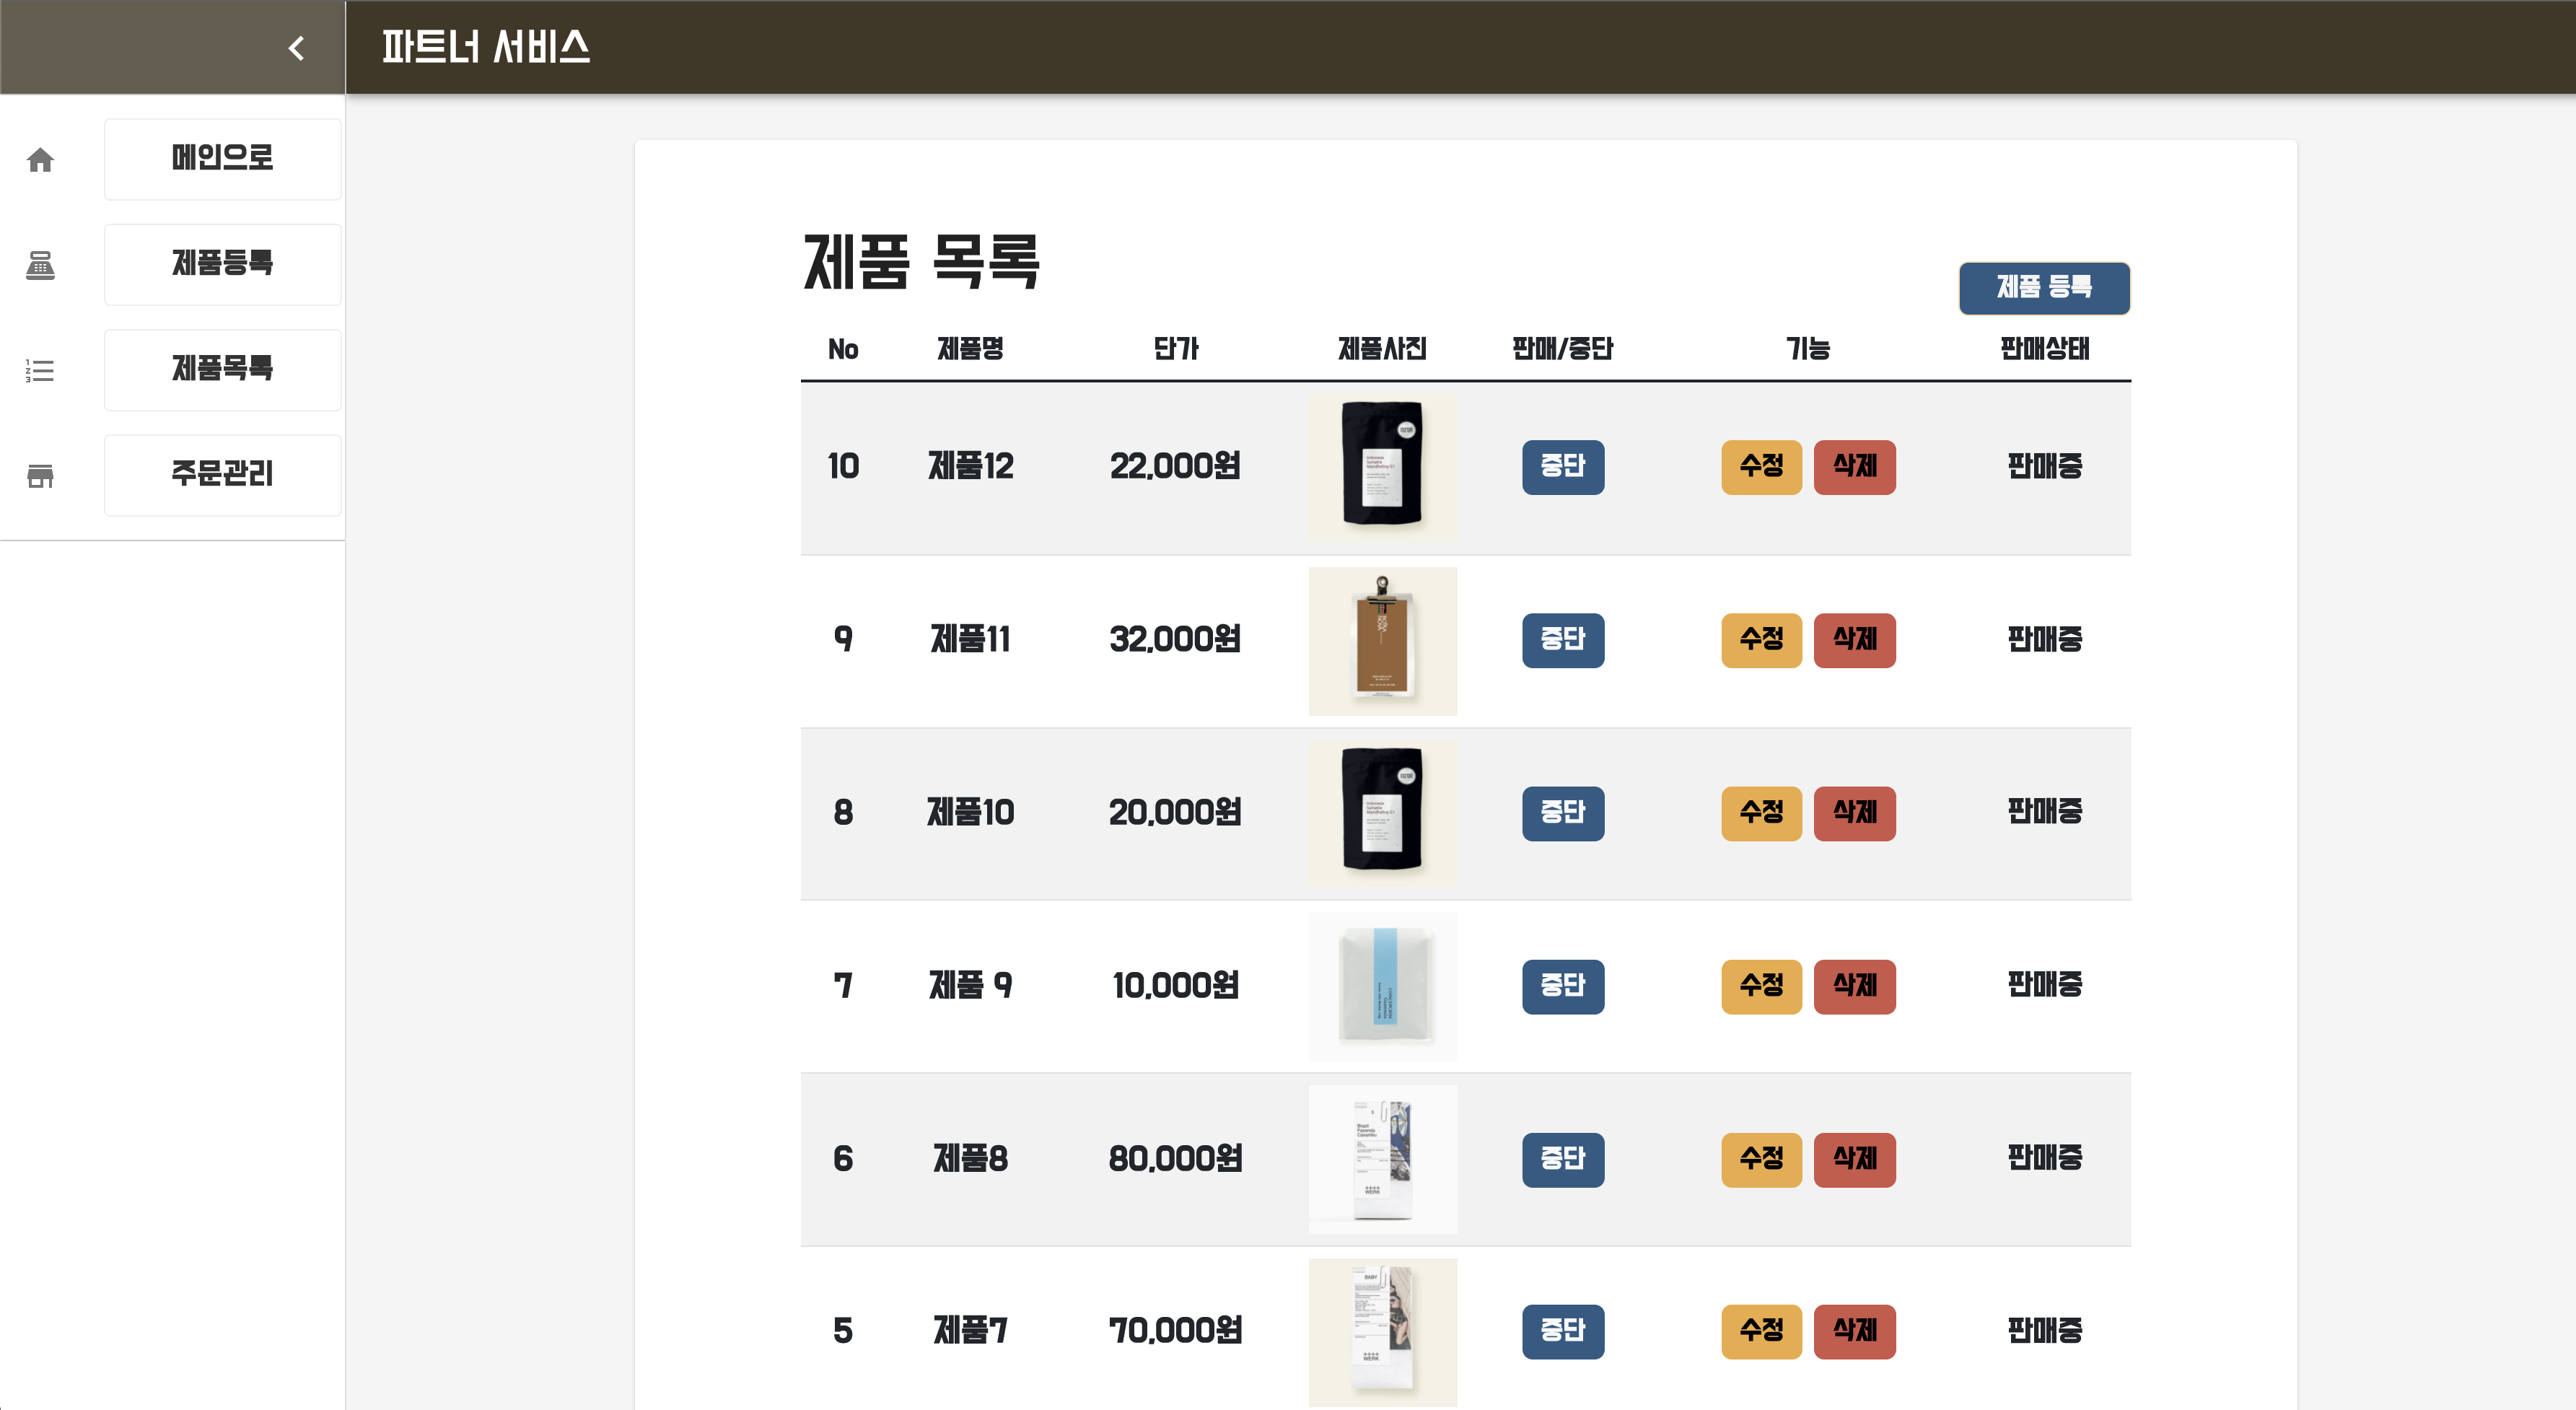 파트너 서비스
메인으로
제품등록
제품목록
주문관리
제품 목록
제품 등록
No 제품명 단가 제품사진 판매/중단 기능 판매상태
10 제품12 22,000원 중단 수정 삭제 판매중
9 제품11 32,000원 중단 수정 삭제 판매중
8 제품10 20,000원 중단 수정 삭제 판매중
7 제품 9 10,000원 중단 수정 삭제 판매중
6 제품8 80,000원 중단 수정 삭제 판매중
Brazil
Fazenda
WERK
5 제품7 70,000원 중단 수정 삭제 판매중
BABY
WERK